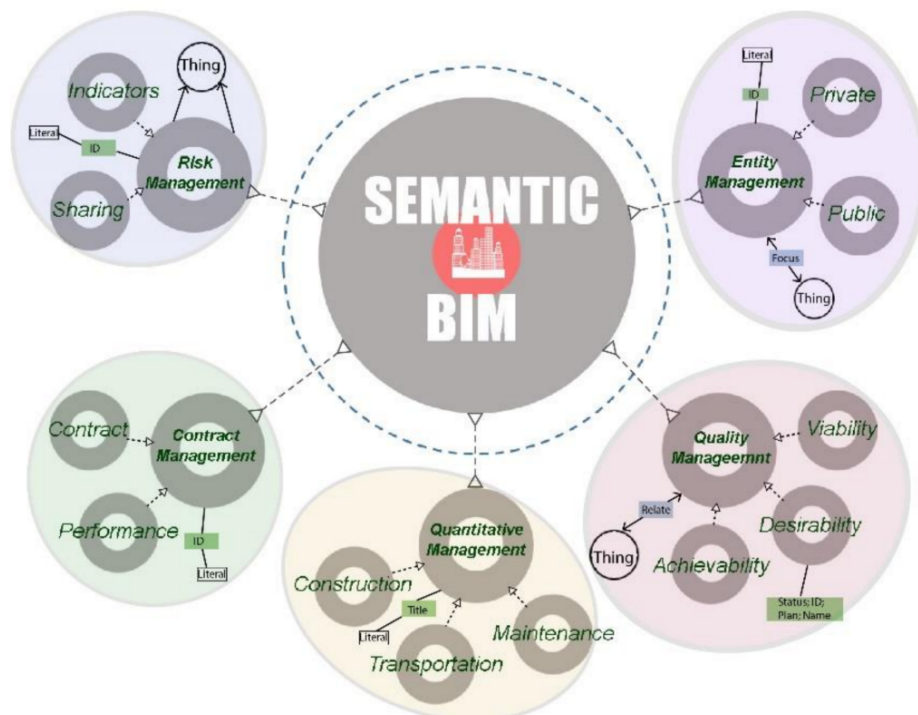 Indicators
Thing
Literal
ID
Risk
Management
Sharing
SEMANTIC
BIM
Literal
ID
Private
Entity
Management
Public
Focus
Thing
Contract
Contract
Management
Performance
ID
Literal
Quantitative
Management
Construction
Title
Literal
Maintenance
Transportation
Quality
Manageemnt
Viability
Relate
Desirability
Thing
Achievability
Status; ID;
Plan; Name